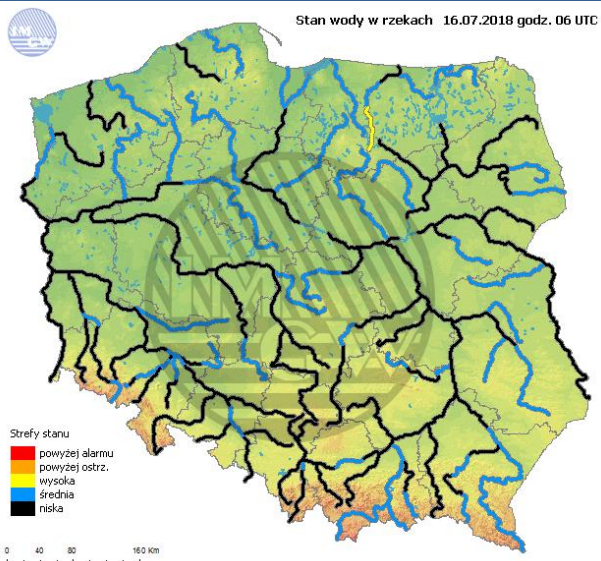 Stan wody w rzekach 16.07.2018 godz. 06 UTC
Strefy stanu
powyżej alarmu
powyżej ostrz.
wysoka
średnia
niska
0 40 80 160 Km